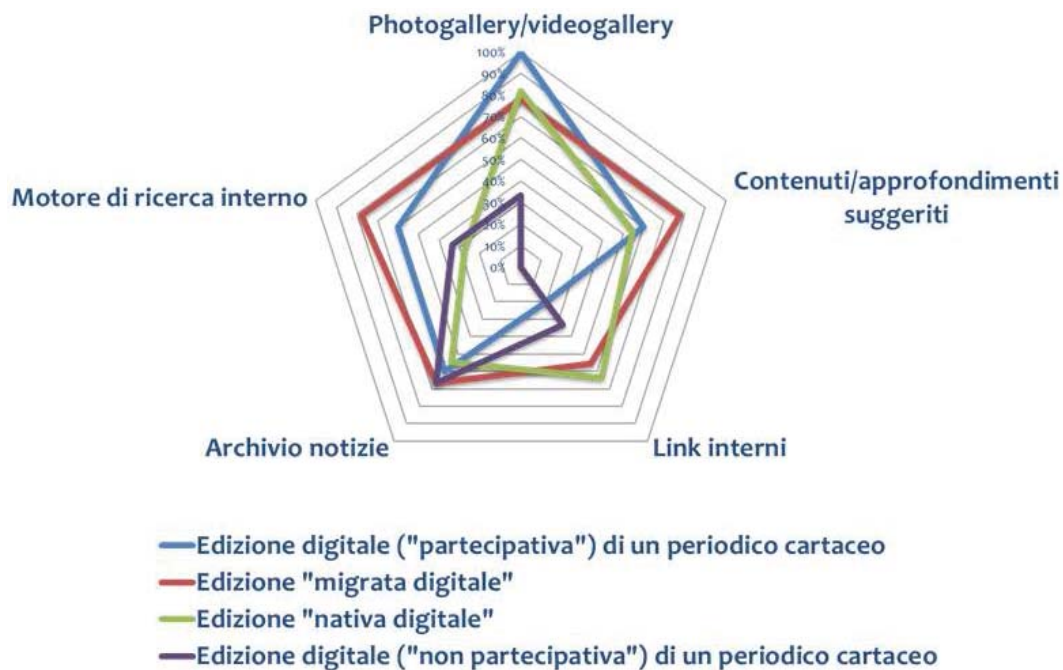 Photogallery/videogallery
100%
90%
80%
70%
60%
50%
40%
30%
20%
10%
0%
Motore di ricerca interno
Contenuti/approfondimenti
suggeriti
Archivio notizie
Link interni
Edizione digitale ("partecipativa") di un periodico cartaceo
Edizione "migrata digitale"
Edizione "nativa digitale"
Edizione digitale ("non partecipativa") di un periodico cartaceo